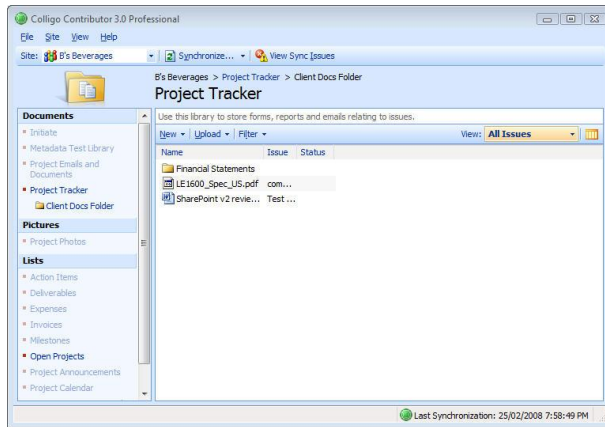 Colligo Contributor 3.0 Professional
File Site View Help
Site: B's Beverages Synchronize... View Sync Issues
B's Beverages > Project Tracker > Client Docs Folder
Project Tracker
Documents
Initiate
Metadata Test Library
Project Emails and
Documents
Project Tracker
Client Docs Folder
Pictures
Project Photos
Lists
Action Items
Deliverables
Expenses
Invoices
Milestones
Open Projects
Project Announcements
Project Calendar
Use this library to store forms, reports and emails relating to issues.
New Upload Filter View: All Issues
Name Issue Status
Financial Statements
LE1600_Spec_US.pdf com...
SharePoint v2 revie... Test ...
Last Synchronization: 25/02/2008 7:58:49 PM